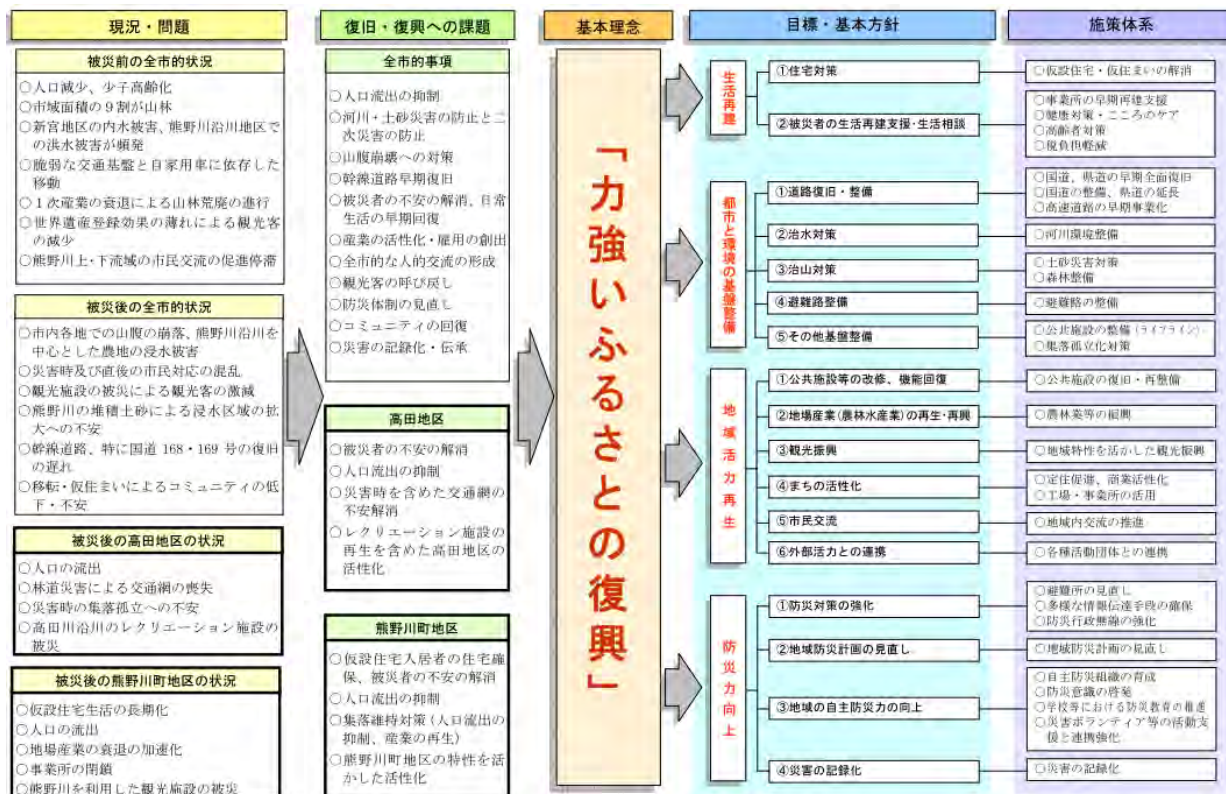 現況・問題
被災前の全市的状況
○人口減少、少子高齢化
○市域面積の９割が山林
○新宮地区の内水被害、熊野川沿川地区で
の洪水被害が頻発
○脆弱な交通基盤と自家用車に依存した
移動
○１次産業の衰退による山林荒廃の進行
○世界遺産登録効果の薄れによる観光客
の減少
○熊野川上・下流域の市民交流の促進停滞
被災後の全市的状況
○市内各地での山腹の崩落、熊野川沿川を
中心とした農地の浸水被害
○災害時及び直後の市民対応の混乱
○観光施設の被災による観光客の激減
○熊野川の堆積土砂による浸水区域の拡
大への不安
○幹線道路、特に国道 168・169 号の復旧
の遅れ
○移転・仮住まいによるコミュニティの低
下・不安
被災後の高田地区の状況
○人口の流出
○林道災害による交通網の喪失
○災害時の集落孤立への不安
○高田川沿川のレクリエーション施設の
被災
被災後の熊野川町地区の状況
○仮設住宅生活の長期化
○人口の流出
○地場産業の衰退の加速化
○事業所の閉鎖
○熊野川を利用した観光施設の被災
復旧・復興への課題
全市的事項
○人口流出の抑制
○河川・土砂災害の防止と二
次災害の防止
○山腹崩壊への対策
○幹線道路早期復旧
○被災者の不安の解消、日常
生活の早期回復
○産業の活性化・雇用の創出
○全市的な人的交流の形成
○観光客の呼び戻し
○防災体制の見直し
○コミュニティの回復
○災害の記録化・伝承
高田地区
○被災者の不安の解消
○人口流出の抑制
○災害時を含めた交通網の
不安解消
○レクリエーション施設の
再生を含めた高田地区の
活性化
熊野川町地区
○仮設住宅入居者の住宅確
保、被災者の不安の解消
○人口流出の抑制
○集落維持対策（人口流出の
抑制、産業の再生）
○熊野川町地区の特性を活
かした活性化
基本理念
「力強いふるさとの復興」
目標・基本方針
施策体系
生活再建
①住宅対策
○仮設住宅・仮住まいの解消
②被災者の生活再建支援・生活相談
○事業所の早期再建支援
○健康対策・こころのケア
○高齢者対策
○税負担軽減
都市と環境の基盤整備
①道路復旧・整備
○国道、県道の早期全面復旧
○国道の整備、県道の延長
○高速道路の早期事業化
②治水対策
○河川環境整備
③治山対策
○土砂災害対策
○森林整備
④避難路整備
○避難路の整備
⑤その他基盤整備
○公共施設の整備（ライフライン）
○集落孤立化対策
地域活力再生
①公共施設等の改修、機能回復
○公共施設の復旧・再整備
②地場産業（農林水産業）の再生・再興
○農林業等の振興
③観光振興
○地域特性を活かした観光振興
④まちの活性化
○定住促進、商業活性化
○工場・事業所の活用
⑤市民交流
○地域内交流の推進
⑥外部活力との連携
○各種活動団体との連携
防災力向上
①防災対策の強化
○避難所の見直し
○多様な情報伝達手段の確保
○防災行政無線の強化
②地域防災計画の見直し
○地域防災計画の見直し
③地域の自主防災力の向上
○自主防災組織の育成
○防災意識の啓発
○学校等における防災教育の推進
○災害ボランティア等の活動支
援と連携強化
④災害の記録化
○災害の記録化